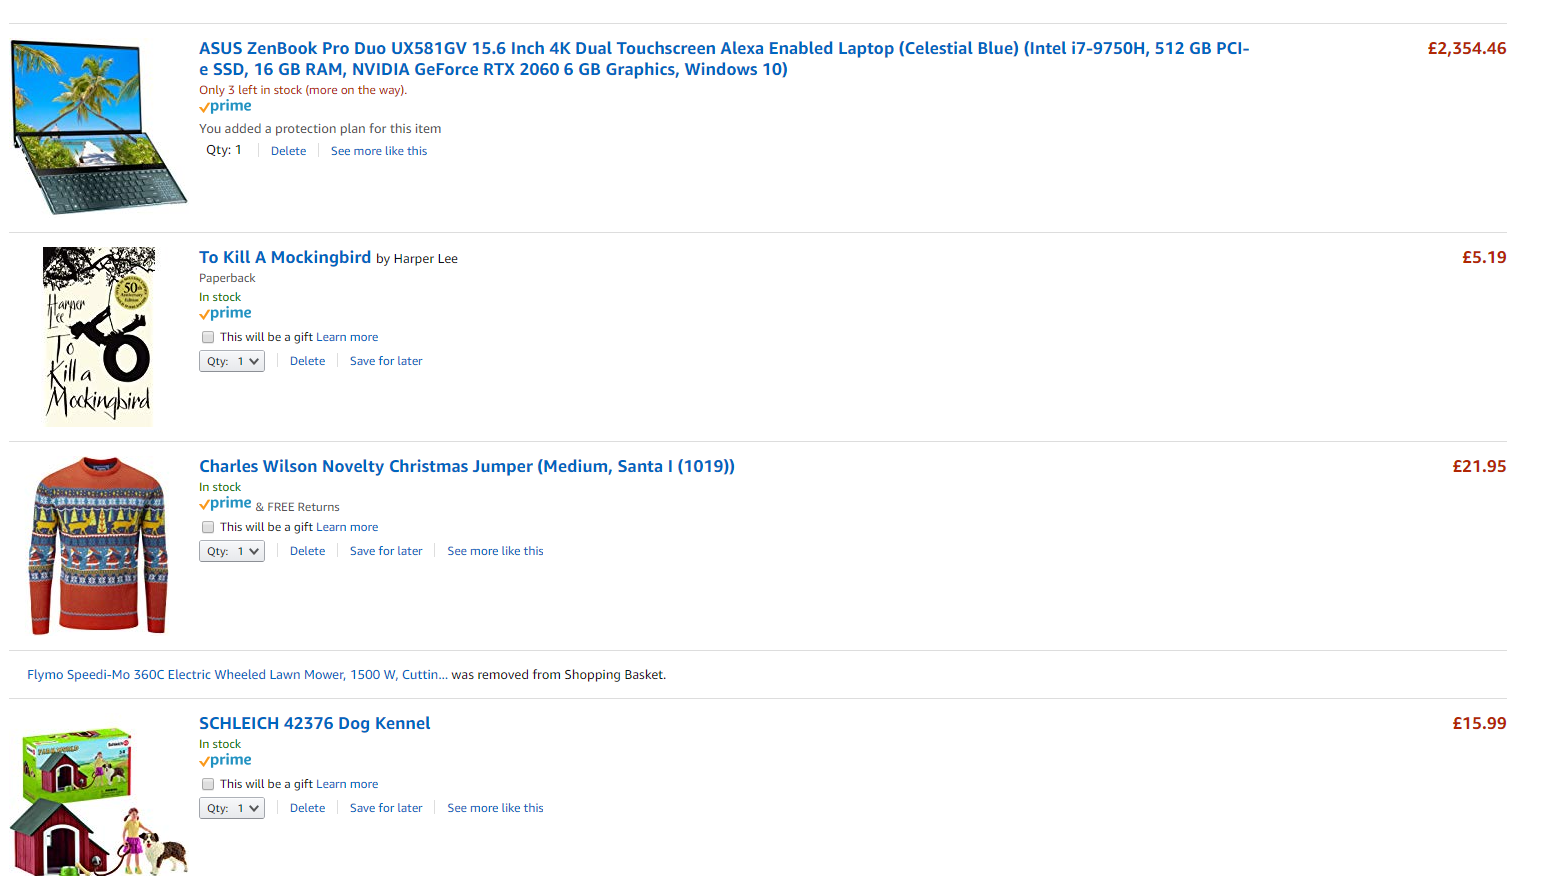 ASUS ZenBook Pro Duo UX581GV 15.6 Inch 4K Dual Touchscreen Alexa Enabled Laptop (Celestial Blue) (Intel i7-9750H, 512 GB PCI-
e SSD, 16 GB RAM, NVIDIA GeForce RTX 2060 6 GB Graphics, Windows 10)
£2,354.46
Only 3 left in stock (more on the way).
prime
You added a protection plan for this item
Qty: 1 Delete See more like this
To Kill A Mockingbird by Harper Lee
£5.19
Paperback
In stock
prime
This will be a gift Learn more
Qty: 1 Delete Save for later
50th
Anniversary
Edition
Harper
Lee
To
Kill a
Mockingbird
Charles Wilson Novelty Christmas Jumper (Medium, Santa I (1019))
£21.95
In stock
prime & FREE Returns
This will be a gift Learn more
Qty: 1 Delete Save for later See more like this
Flymo Speedi-Mo 360C Electric Wheeled Lawn Mower, 1500 W, Cuttin... was removed from Shopping Basket.
SCHLEICH 42376 Dog Kennel
£15.99
In stock
prime
This will be a gift Learn more
Qty: 1 Delete Save for later See more like this
Schleich
FARM WORLD